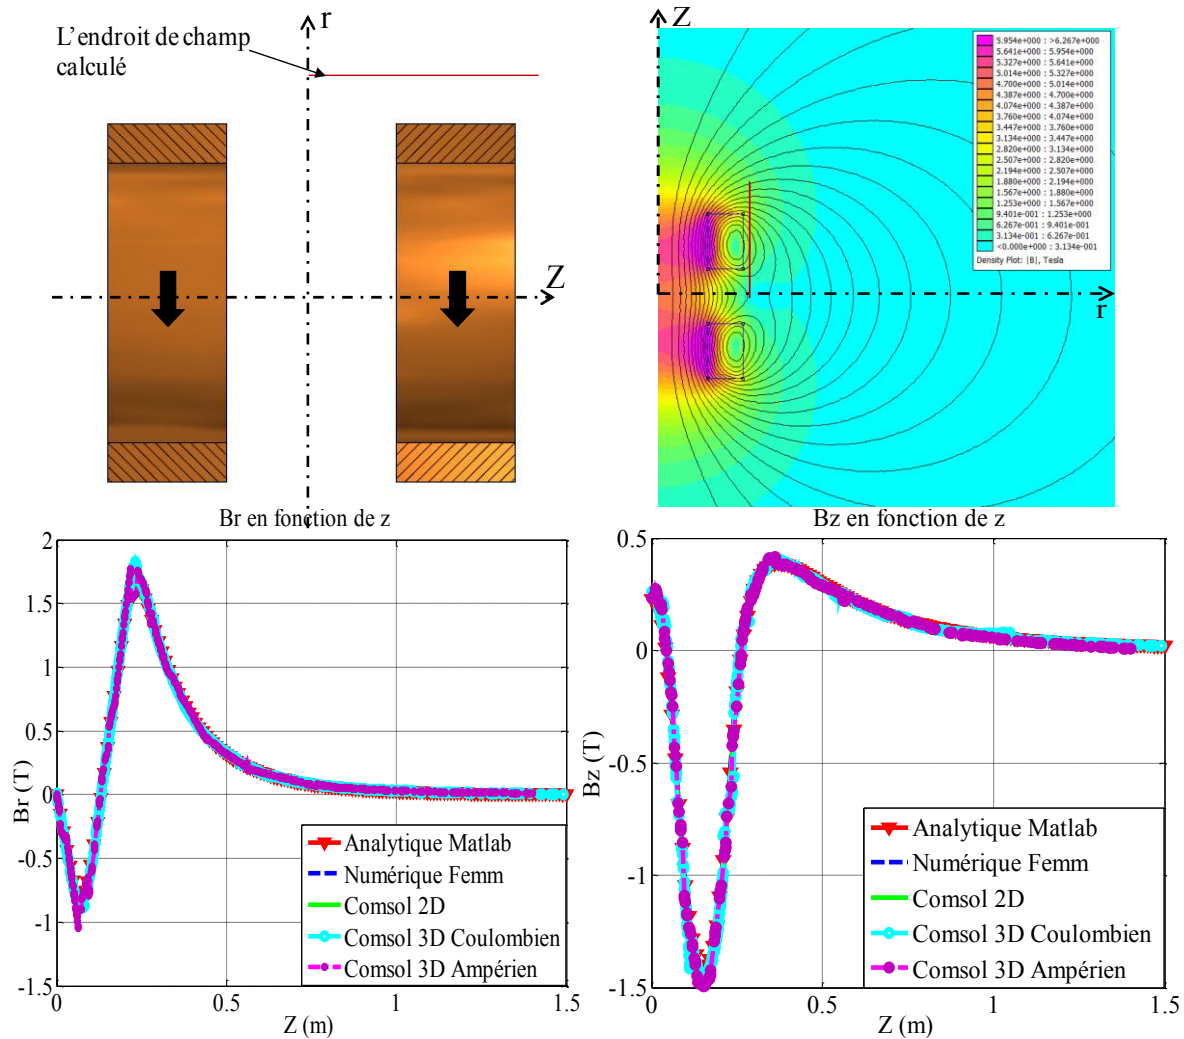 r
L'endroit de champ
calculé
Z
Z
r
5.954e+000 : >6.267e+000
5.641e+000 : 5.954e+000
5.327e+000 : 5.641e+000
5.014e+000 : 5.327e+000
4.700e+000 : 5.014e+000
4.387e+000 : 4.700e+000
4.074e+000 : 4.387e+000
3.760e+000 : 4.074e+000
3.447e+000 : 3.760e+000
3.134e+000 : 3.447e+000
2.820e+000 : 3.134e+000
2.507e+000 : 2.820e+000
2.194e+000 : 2.507e+000
1.880e+000 : 2.194e+000
1.567e+000 : 1.880e+000
1.253e+000 : 1.567e+000
9.401e-001 : 1.253e+000
6.267e-001 : 9.401e-001
3.134e-001 : 6.267e-001
<0.000e+000 : 3.134e-001
Density Plot: |B|, Tesla
Br en fonction de z
2
1.5
1
0.5
0
-0.5
-1
-1.5
Br (T)
0
0.5
1
1.5
Z (m)
Analytique Matlab
Numérique Femm
Comsol 2D
Comsol 3D Coulombien
Comsol 3D Ampérien
Bz en fonction de z
0.5
0
-0.5
-1
-1.5
Bz (T)
0
0.5
1
1.5
Z (m)
Analytique Matlab
Numérique Femm
Comsol 2D
Comsol 3D Coulombien
Comsol 3D Ampérien